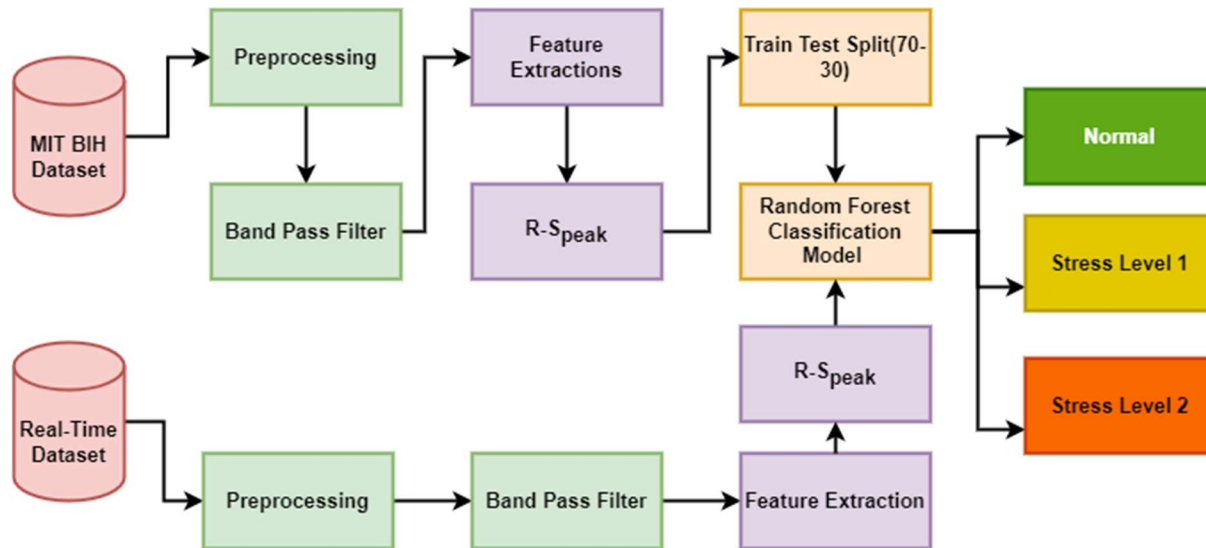 MIT BIH
Dataset
Preprocessing
Band Pass Filter
Feature
Extractions
R-Speak
Train Test Split(70-
30)
Random Forest
Classification
Model
Normal
Stress Level 1
Stress Level 2
Real-Time
Dataset
Preprocessing
Band Pass Filter
Feature Extraction
R-Speak